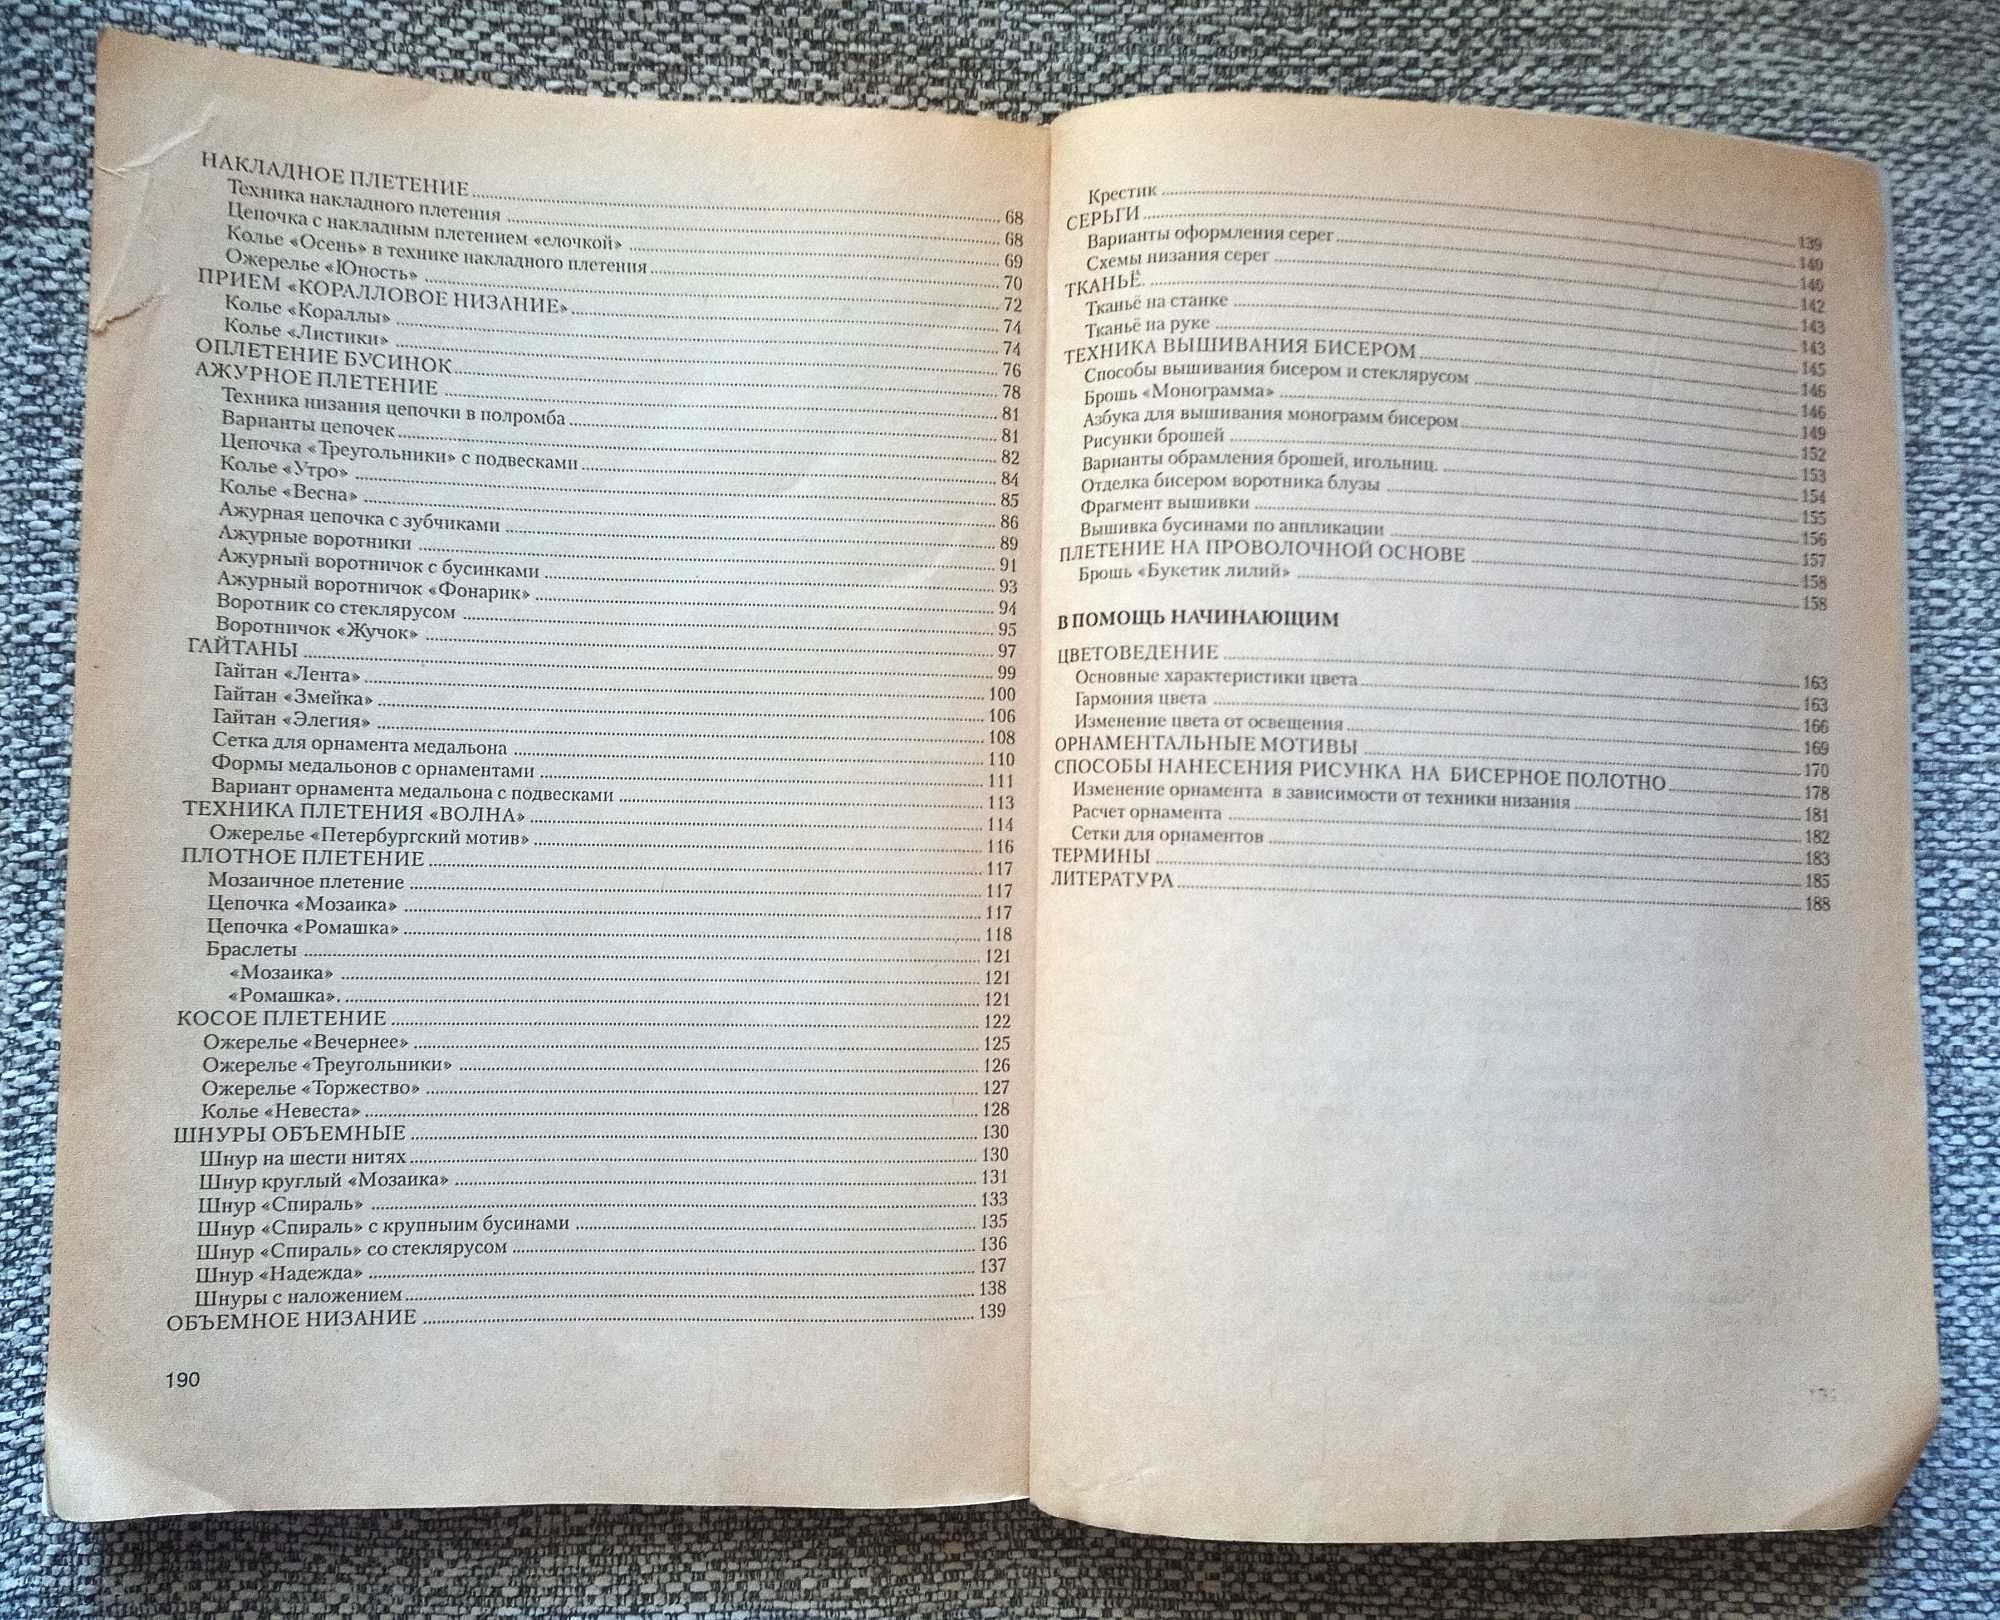 НАКЛАДНОЕ ПЛЕТЕНИЕ ..... 68
Техника накладного плетения ..... 68
Цепочка с накладным плетением «елочкой» ..... 69
Колье «Осень» в технике накладного плетения ..... 70
Ожерелье «Юность» ..... 72
ПРИЕМ «КОРАЛЛОВОЕ НИЗАНИЕ» ..... 74
Колье «Кораллы» ..... 74
Колье «Листики» ..... 76
ОПЛЕТЕНИЕ БУСИНОК ..... 78
АЖУРНОЕ ПЛЕТЕНИЕ ..... 81
Техника низания цепочки в полромба ..... 81
Варианты цепочек ..... 82
Цепочка «Треугольники» с подвесками ..... 84
Колье «Утро» ..... 85
Колье «Весна» ..... 86
Ажурная цепочка с зубчиками ..... 89
Ажурные воротники ..... 91
Ажурный воротничок с бусинками ..... 93
Ажурный воротничок «Фонарик» ..... 94
Воротник со стеклярусом ..... 95
Воротничок «Жучок» ..... 97
ГАЙТАНЫ ..... 99
Гайтан «Лента» ..... 100
Гайтан «Змейка» ..... 106
Гайтан «Элегия» ..... 108
Сетка для орнамента медальона ..... 110
Формы медальонов с орнаментами ..... 111
Вариант орнамента медальона с подвесками ..... 113
ТЕХНИКА ПЛЕТЕНИЯ «ВОЛНА» ..... 114
Ожерелье «Петербургский мотив» ..... 116
ПЛОТНОЕ ПЛЕТЕНИЕ ..... 117
Мозаичное плетение ..... 117
Цепочка «Мозаика» ..... 117
Цепочка «Ромашка» ..... 118
Браслеты ..... 121
«Мозаика» ..... 121
«Ромашка». ..... 121
КОСОЕ ПЛЕТЕНИЕ ..... 122
Ожерелье «Вечернее» ..... 125
Ожерелье «Треугольники» ..... 126
Ожерелье «Торжество» ..... 127
Колье «Невеста» ..... 128
ШНУРЫ ОБЪЕМНЫЕ ..... 130
Шнур на шести нитях ..... 130
Шнур круглый «Мозаика» ..... 131
Шнур «Спираль» ..... 133
Шнур «Спираль» с крупныим бусинами ..... 135
Шнур «Спираль» со стеклярусом ..... 136
Шнур «Надежда» ..... 137
Шнуры с наложением ..... 138
ОБЪЕМНОЕ НИЗАНИЕ ..... 139
190
Крестик ..... 139
СЕРЬГИ ..... 140
Варианты оформления серег ..... 140
Схемы низания серег ..... 142
ТКАНЬЁ. ..... 143
Тканьё на станке ..... 143
Тканьё на руке ..... 145
ТЕХНИКА ВЫШИВАНИЯ БИСЕРОМ ..... 146
Способы вышивания бисером и стеклярусом ..... 146
Брошь «Монограмма» ..... 149
Азбука для вышивания монограмм бисером ..... 152
Рисунки брошей ..... 153
Варианты обрамления брошей, игольниц. ..... 154
Отделка бисером воротника блузы ..... 155
Фрагмент вышивки ..... 156
Вышивка бусинами по аппликации ..... 157
ПЛЕТЕНИЕ НА ПРОВОЛОЧНОЙ ОСНОВЕ ..... 158
Брошь «Букетик лилий» ..... 158
В ПОМОЩЬ НАЧИНАЮЩИМ
ЦВЕТОВЕДЕНИЕ ..... 163
Основные характеристики цвета ..... 163
Гармония цвета ..... 166
Изменение цвета от освещения ..... 169
ОРНАМЕНТАЛЬНЫЕ МОТИВЫ ..... 170
СПОСОБЫ НАНЕСЕНИЯ РИСУНКА НА БИСЕРНОЕ ПОЛОТНО ..... 178
Изменение орнамента в зависимости от техники низания ..... 181
Расчет орнамента ..... 182
Сетки для орнаментов ..... 183
ТЕРМИНЫ ..... 185
ЛИТЕРАТУРА ..... 188